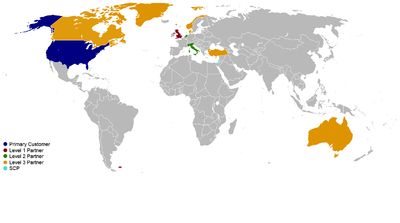 Primary Customer
Level 1 Partner
Level 2 Partner
Level 3 Partner
SCP